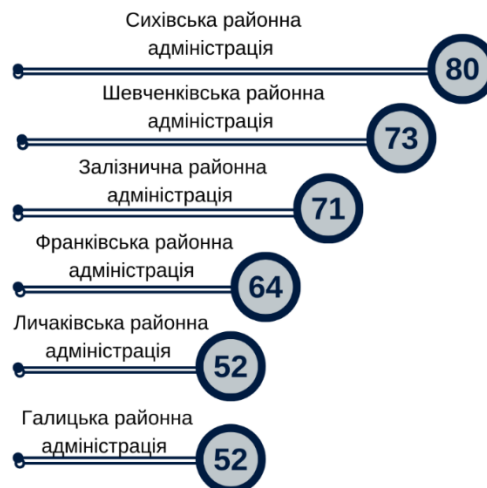 Сихівська районна
адміністрація
80
Шевченківська районна
адміністрація
73
Залізнична районна
адміністрація
71
Франківська районна
адміністрація
64
Личаківська районна
адміністрація
52
Галицька районна
адміністрація
52